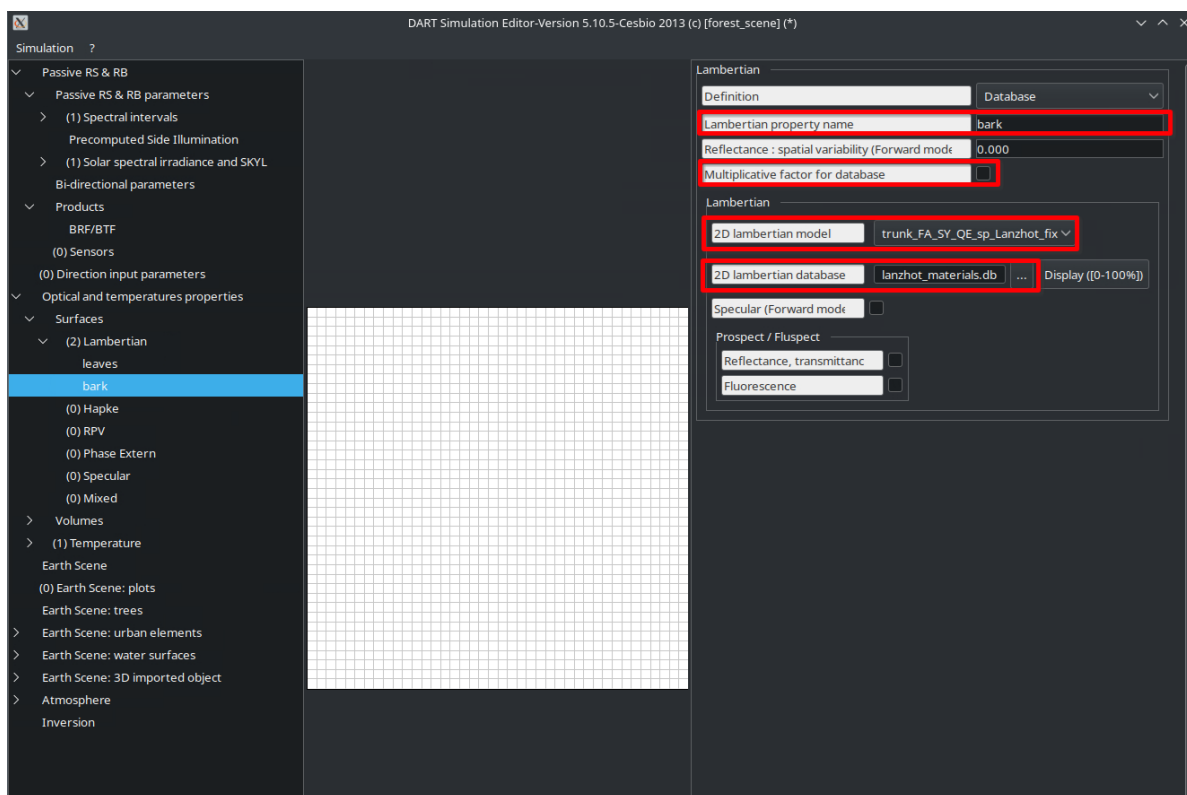 DART Simulation Editor-Version 5.10.5-Cesbio 2013 (c) [forest_scene] (*)
Simulation ?
Passive RS & RB
Passive RS & RB parameters
(1) Spectral intervals
Precomputed Side Illumination
(1) Solar spectral irradiance and SKYL
Bi-directional parameters
Products
BRF/BTF
(0) Sensors
(0) Direction input parameters
Optical and temperatures properties
Surfaces
(2) Lambertian
leaves
bark
(0) Hapke
(0) RPV
(0) Phase Extern
(0) Specular
(0) Mixed
Volumes
(1) Temperature
Earth Scene
(0) Earth Scene: plots
Earth Scene: trees
Earth Scene: urban elements
Earth Scene: water surfaces
Earth Scene: 3D imported object
Atmosphere
Inversion
Lambertian
Definition Database
Lambertian property name bark
Reflectance : spatial variability (Forward mode 0.000
Multiplicative factor for database
Lambertian
2D lambertian model trunk_FA_SY_QE_sp_Lanzhot_fix
2D lambertian database lanzhot_materials.db ... Display ([0-100%])
Specular (Forward mode
Prospect / Fluspect
Reflectance, transmittanc
Fluorescence